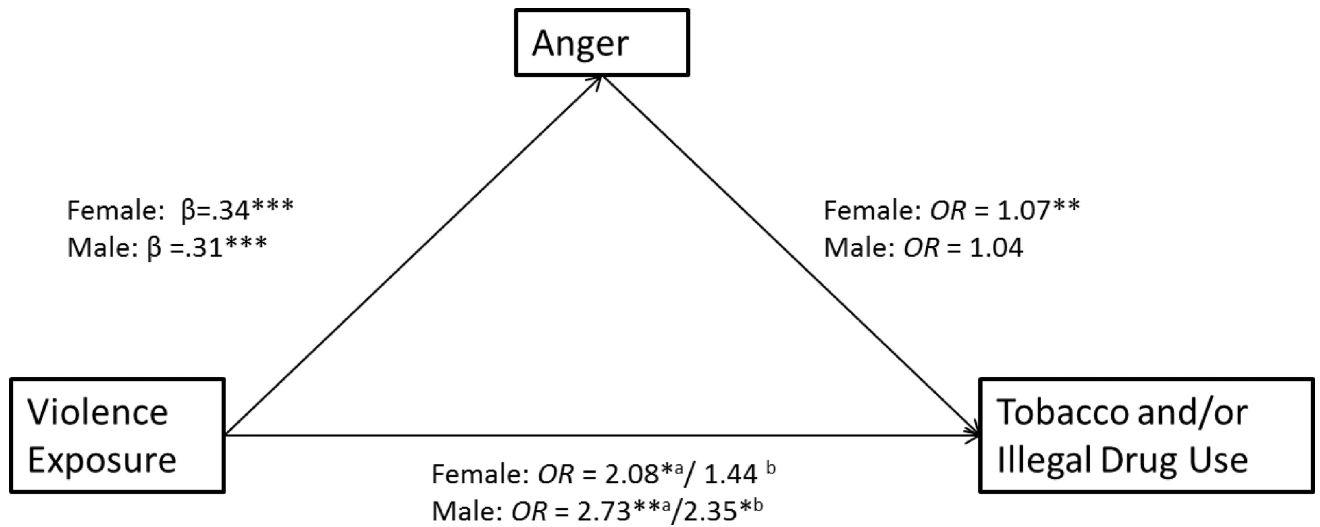 Anger
Female: β=.34***
Male: β =.31***
Female: OR = 1.07**
Male: OR = 1.04
Violence
Exposure
Tobacco and/or
Illegal Drug Use
Female: OR = 2.08*ᵃ/ 1.44 ᵇ
Male: OR = 2.73**ᵃ/2.35*ᵇ